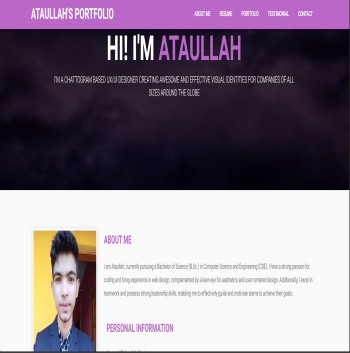 ATAULLAH'S PORTFOLIO
ABOUT ME RESUME PORTFOLIO TESTIMONIAL CONTACT
HI! I'M ATAULLAH
I'M A CHATTOGRAM BASED UX/UI DESIGNER CREATING AWESOME AND EFFECTIVE VISUAL IDENTITIES FOR COMPANIES OF ALL
SIZES AROUND THE GLOBE
ABOUT ME
I am Ataullah, currently pursuing a Bachelor of Science (B.Sc.) in Computer Science and Engineering (CSE). I have a strong passion for
coding and bring experience in web design, complemented by a keen eye for aesthetics and user-centered design. Additionally, I excel in
teamwork and possess strong leadership skills, enabling me to effectively guide and motivate teams to achieve their goals.
PERSONAL INFORMATION